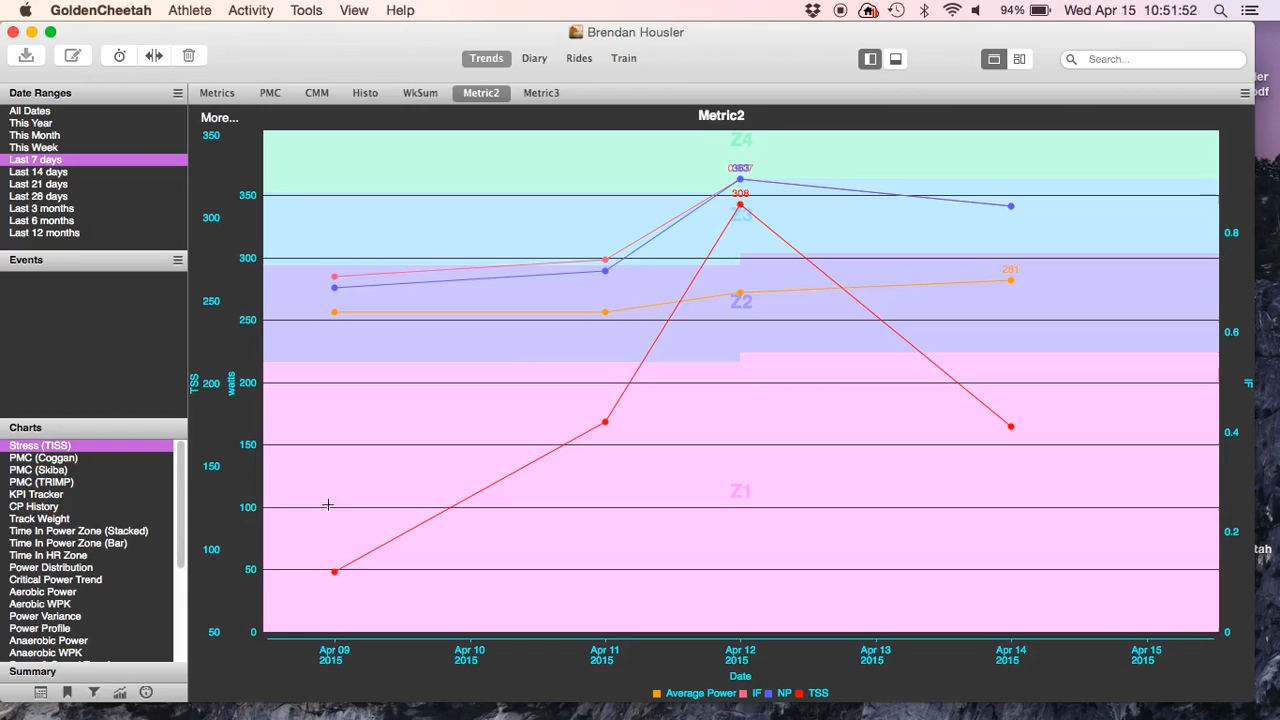 GoldenCheetah Athlete Activity Tools View Help 94% Wed Apr 15 10:51:52
Brendan Housler
Trends Diary Rides Train Search...
Date Ranges
All Dates
This Year
This Month
This Week
Last 7 days
Last 14 days
Last 21 days
Last 28 days
Last 3 months
Last 6 months
Last 12 months
Events
Charts
Stress (TISS)
PMC (Coggan)
PMC (Skiba)
PMC (TRIMP)
KPI Tracker
CP History
Track Weight
Time In Power Zone (Stacked)
Time In Power Zone (Bar)
Time In HR Zone
Power Distribution
Critical Power Trend
Aerobic Power
Aerobic WPK
Power Variance
Power Profile
Anaerobic Power
Anaerobic WPK
Summary
Metrics PMC CMM Histo WkSum Metric2 Metric3
More... Metric2
350
300
250
200
150
100
50
TSS
350
300
250
200
150
100
50
0
watts
Z4
308
Z3
281
Z2
Z1
0.8
0.6
0.4
0.2
0
IF
Apr 09 Apr 10 Apr 11 Apr 12 Apr 13 Apr 14 Apr 15
2015 2015 2015 2015 2015 2015 2015
Date
Average Power IF NP TSS